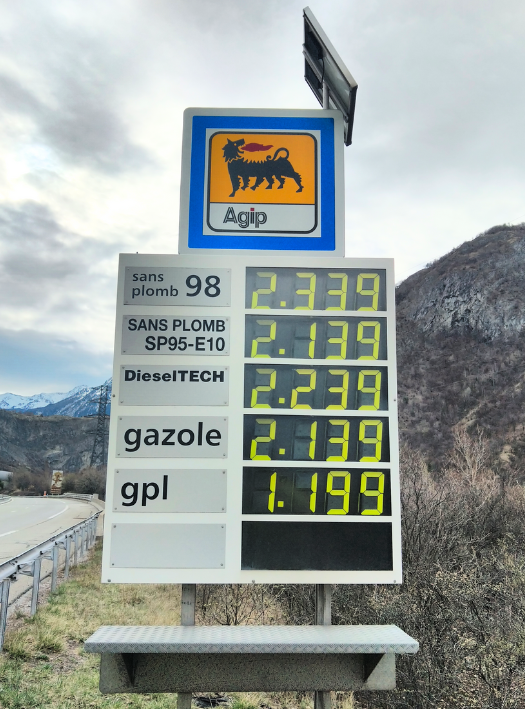 Agip
sans
plomb 98
2.339
SANS PLOMB
SP95-E10
2.139
DieselTECH
2.239
gazole
2.139
gpl
1.199